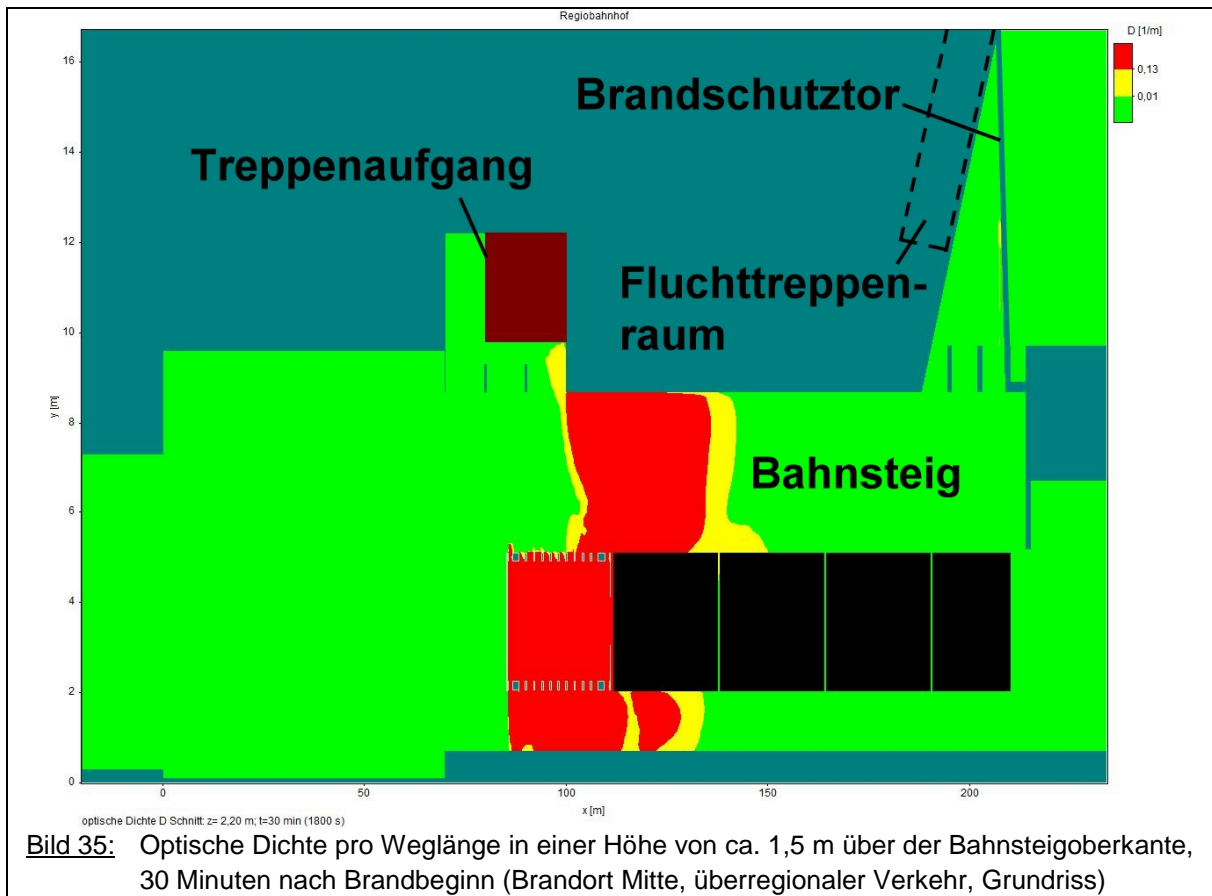 Regiobahnhof
D [1/m]
0,13
0,01
16
14
12
10
8
6
4
2
0
y [m]
Brandschutztor
Treppenaufgang
Fluchttreppen-
raum
Bahnsteig
0
50
100
150
200
x [m]
optische Dichte D Schnitt: z= 2,20 m; t=30 min (1800 s)
Bild 35: Optische Dichte pro Weglänge in einer Höhe von ca. 1,5 m über der Bahnsteigoberkante,
30 Minuten nach Brandbeginn (Brandort Mitte, überregionaler Verkehr, Grundriss)